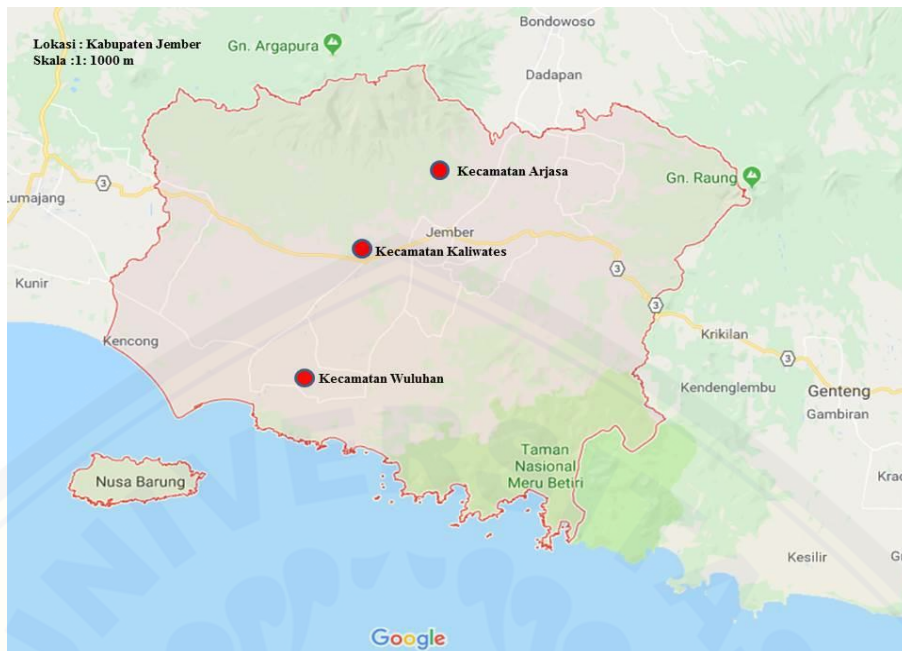 Lokasi : Kabupaten Jember
Skala :1: 1000 m
Bondowoso
Gn. Argapura
Dadapan
Kecamatan Arjasa
Gn. Raung
3
Lumajang
Jember
Kecamatan Kaliwates
3
Kunir
3
Krikilan
Kencong
3
Kecamatan Wuluhan
Kendenglembu
Genteng
Gambiran
Taman
Nasional
Meru Betiri
Nusa Barung
Kesilir
Google